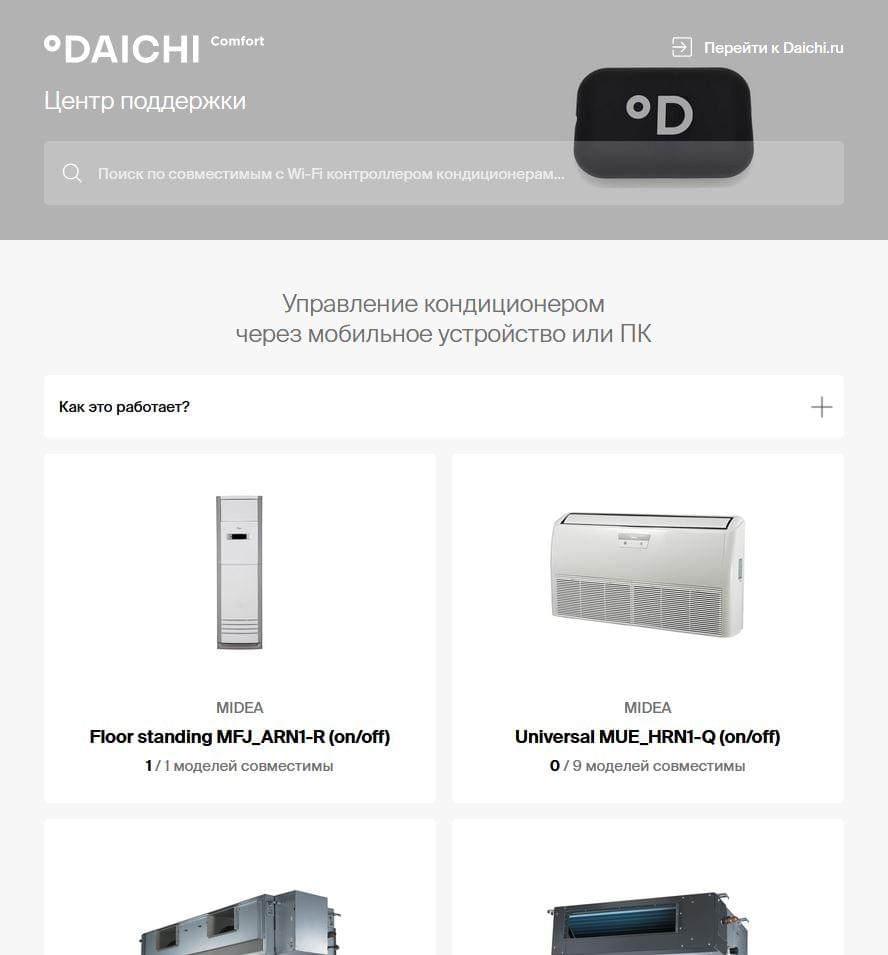 °DAICHI Comfort
Перейти к Daichi.ru
Центр поддержки
°D
Поиск по совместимым с Wi-Fi контроллером кондиционерам...
Управление кондиционером
через мобильное устройство или ПК
Как это работает?
MIDEA
Floor standing MFJ_ARN1-R (on/off)
1 / 1 моделей совместимы
MIDEA
Universal MUE_HRN1-Q (on/off)
0 / 9 моделей совместимы